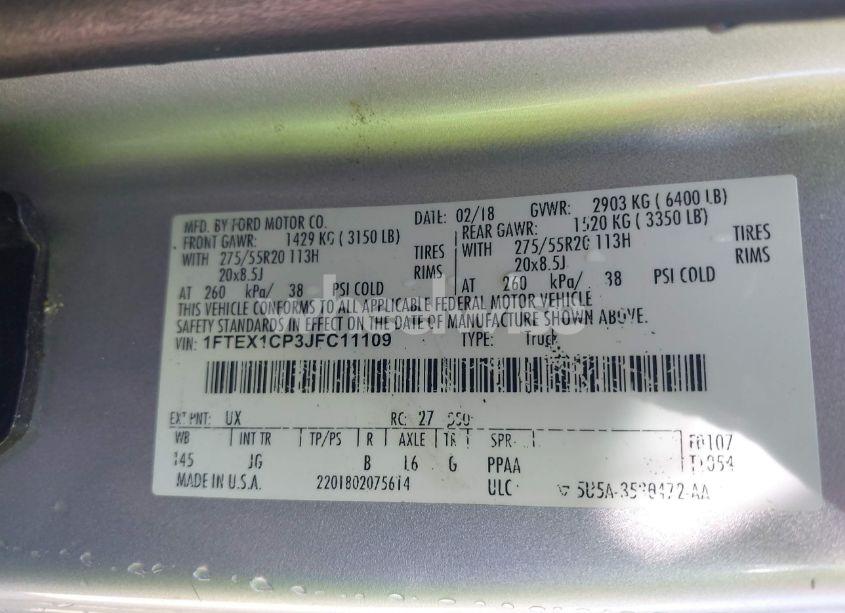 MFD. BY FORD MOTOR CO. DATE: 02/18 GVWR: 2903 KG ( 6400 LB)
FRONT GAWR: 1429 KG ( 3150 LB) REAR GAWR: 1520 KG ( 3350 LB)
WITH 275/55R20 113H TIRES WITH 275/55R20 113H TIRES
20x8.5J RIMS 20x8.5J RIMS
AT 260 kPa/ 38 PSI COLD AT 260 kPa/ 38 PSI COLD
THIS VEHICLE CONFORMS TO ALL APPLICABLE FEDERAL MOTOR VEHICLE
SAFETY STANDARDS IN EFFECT ON THE DATE OF MANUFACTURE SHOWN ABOVE.
VIN: 1FTEX1CP3JFC11109 TYPE: Truck
EXT PNT: UX RC: 27
WB INT TR TP/PS R AXLE TR SPR
145 JG B L6 G PPAA
MADE IN U.S.A. 2201802075614 ULC